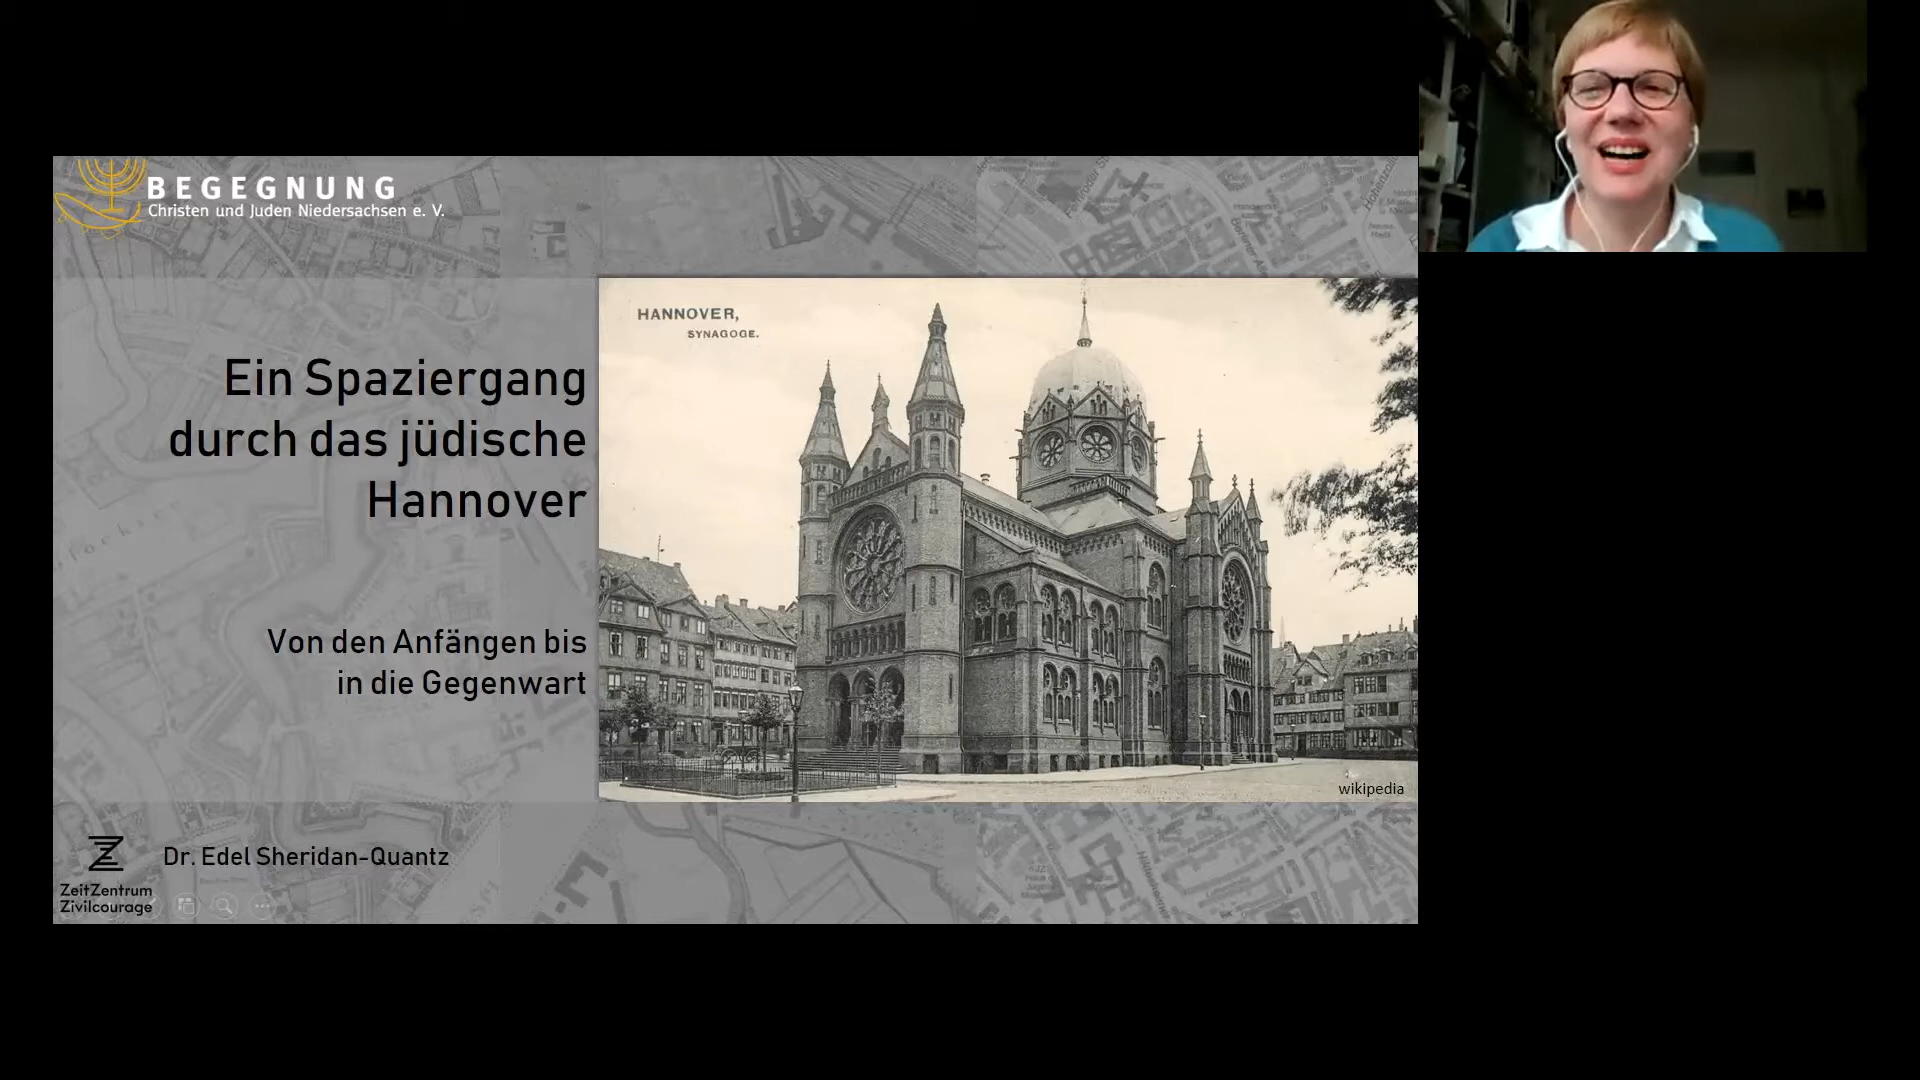 BEGEGNUNG
Christen und Juden Niedersachsen e. V.
HANNOVER,
SYNAGOGE.
Ein Spaziergang
durch das jüdische
Hannover
Von den Anfängen bis
in die Gegenwart
wikipedia
Dr. Edel Sheridan-Quantz
ZeitZentrum
Zivilcourage